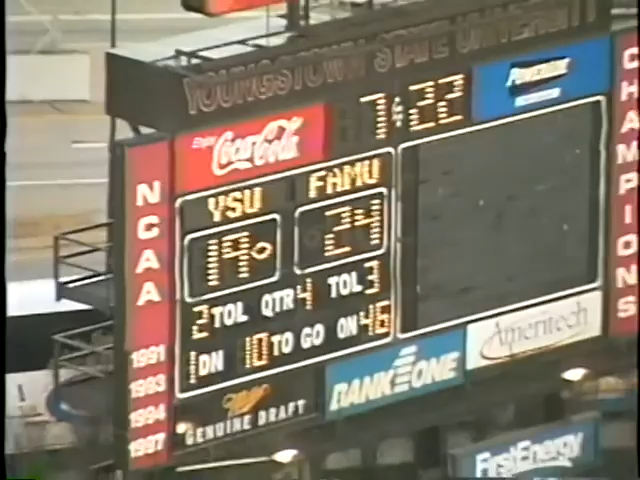 YOUNGSTOWN STATE UNIVERSITY
Enjoy Coca-Cola
7:22
YSU FAMU
19 24
2 TOL QTR 4 TOL 3
1 DN 10 TO GO ON 46
NCAA
1991
1993
1994
1997
CHAMPIONS
GENUINE DRAFT
BANK ONE
Ameritech
FirstEnergy